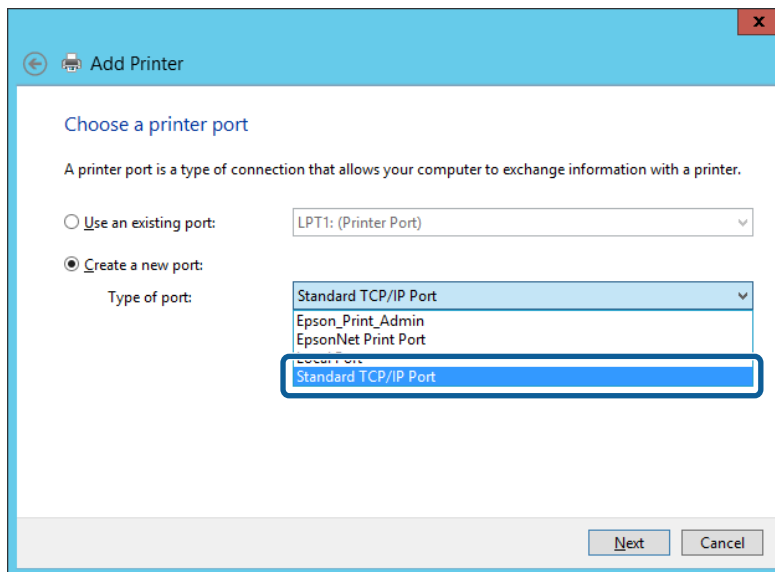 x
Add Printer
Choose a printer port
A printer port is a type of connection that allows your computer to exchange information with a printer.
Use an existing port: LPT1: (Printer Port)
Create a new port:
Type of port: Standard TCP/IP Port
Epson_Print_Admin
EpsonNet Print Port
Local Port
Standard TCP/IP Port
Next Cancel